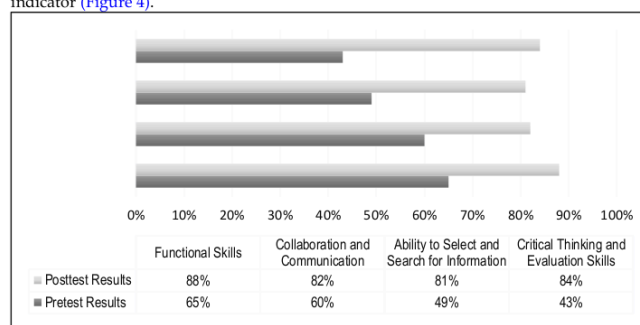 indicator (Figure 4).
0% 10% 20% 30% 40% 50% 60% 70% 80% 90% 100%
Functional Skills Collaboration and Communication Ability to Select and Search for Information Critical Thinking and Evaluation Skills
Posttest Results 88% 82% 81% 84%
Pretest Results 65% 60% 49% 43%